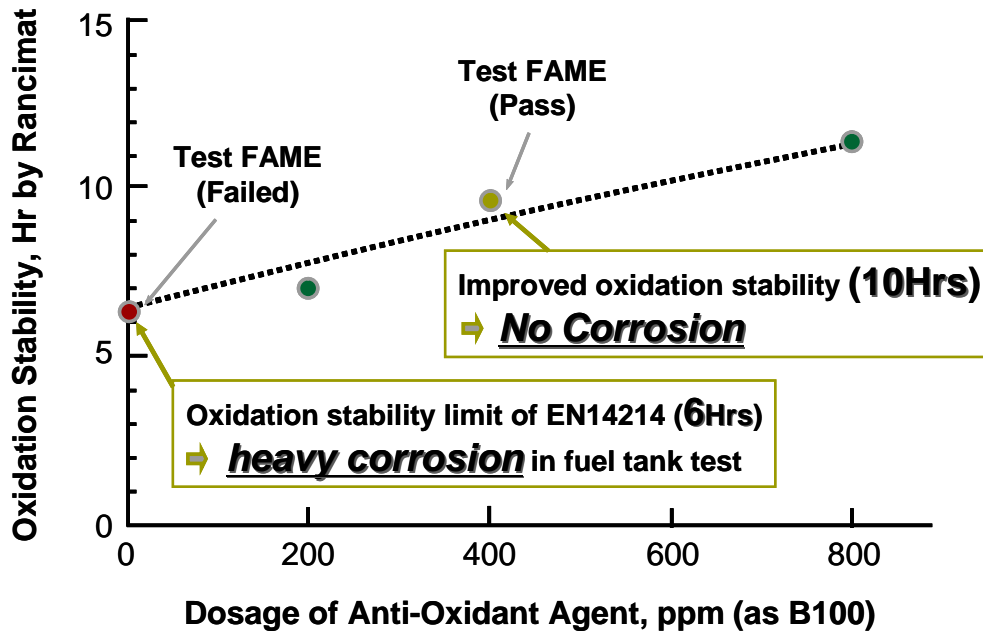 Oxidation Stability, Hr by Rancimat
15
10
5
0
Test FAME
(Failed)
Test FAME
(Pass)
Improved oxidation stability (10Hrs)
No Corrosion
Oxidation stability limit of EN14214 (6Hrs)
heavy corrosion in fuel tank test
0
200
400
600
800
Dosage of Anti-Oxidant Agent, ppm (as B100)